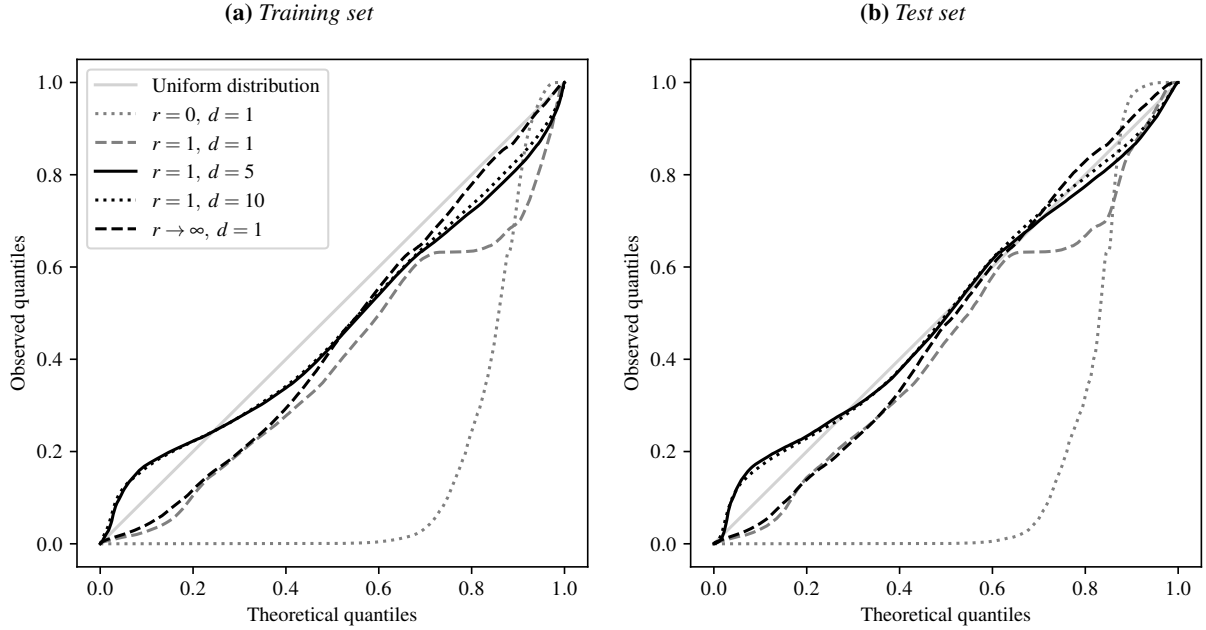 (a) Training set
(b) Test set
1.0
0.8
0.6
0.4
0.2
0.0
Observed quantiles
Uniform distribution
r = 0, d = 1
r = 1, d = 1
r = 1, d = 5
r = 1, d = 10
r → ∞, d = 1
0.0 0.2 0.4 0.6 0.8 1.0
Theoretical quantiles
1.0
0.8
0.6
0.4
0.2
0.0
Observed quantiles
0.0 0.2 0.4 0.6 0.8 1.0
Theoretical quantiles